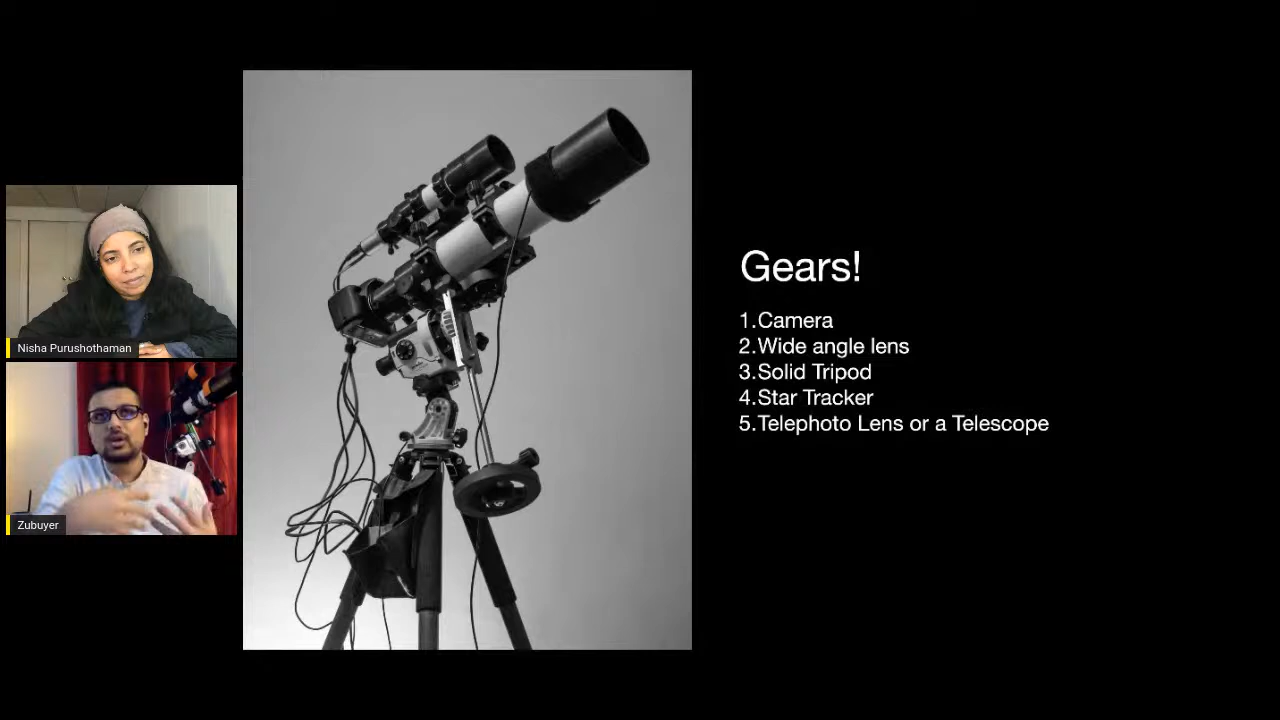 Gears!
1.Camera
2.Wide angle lens
3.Solid Tripod
4.Star Tracker
5.Telephoto Lens or a Telescope
Nisha Purushothaman
Zubuyer